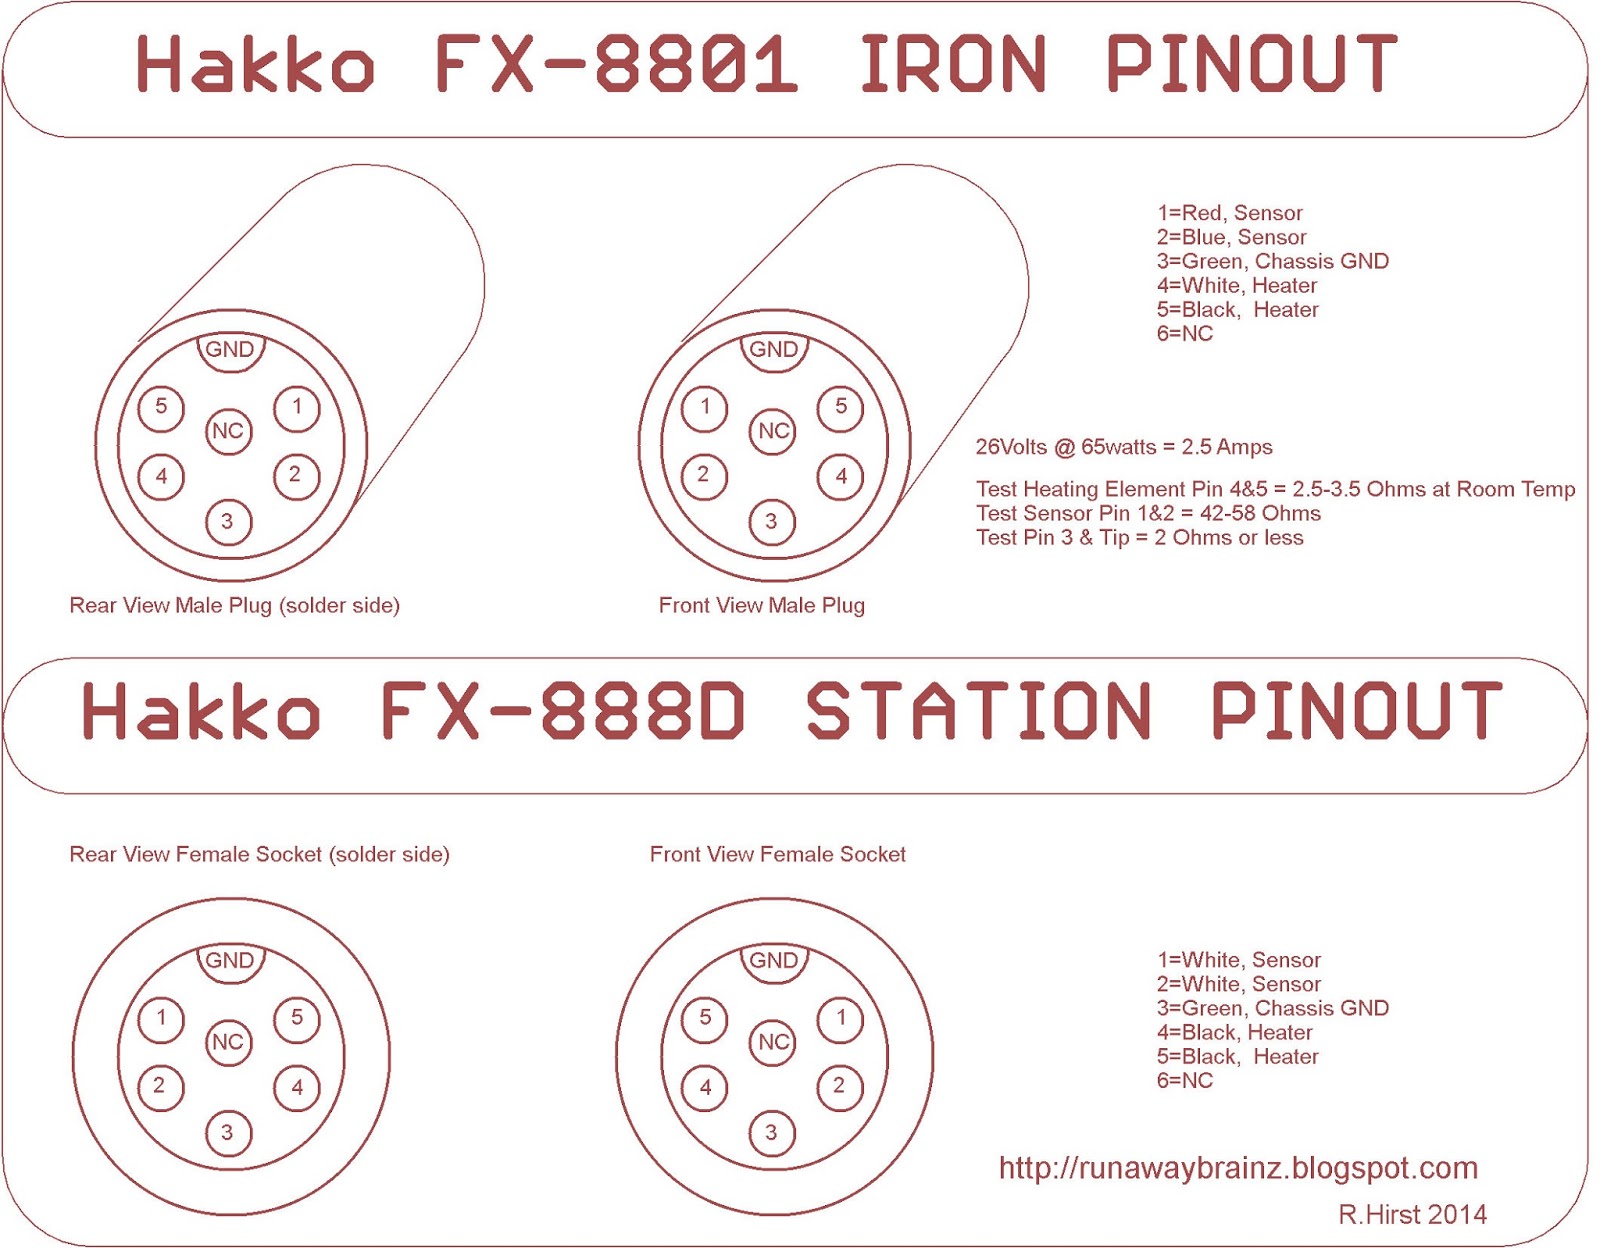 Hakko FX-8801 IRON PINOUT
GND
5
1
NC
4
2
3
Rear View Male Plug (solder side)
GND
1
5
NC
2
4
3
Front View Male Plug
1=Red, Sensor
2=Blue, Sensor
3=Green, Chassis GND
4=White, Heater
5=Black, Heater
6=NC
26Volts @ 65watts = 2.5 Amps
Test Heating Element Pin 4&5 = 2.5-3.5 Ohms at Room Temp
Test Sensor Pin 1&2 = 42-58 Ohms
Test Pin 3 & Tip = 2 Ohms or less
Hakko FX-888D STATION PINOUT
Rear View Female Socket (solder side)
GND
1
5
NC
2
4
3
Front View Female Socket
GND
5
1
NC
4
2
3
1=White, Sensor
2=White, Sensor
3=Green, Chassis GND
4=Black, Heater
5=Black, Heater
6=NC
http://runawaybrainz.blogspot.com
R.Hirst 2014